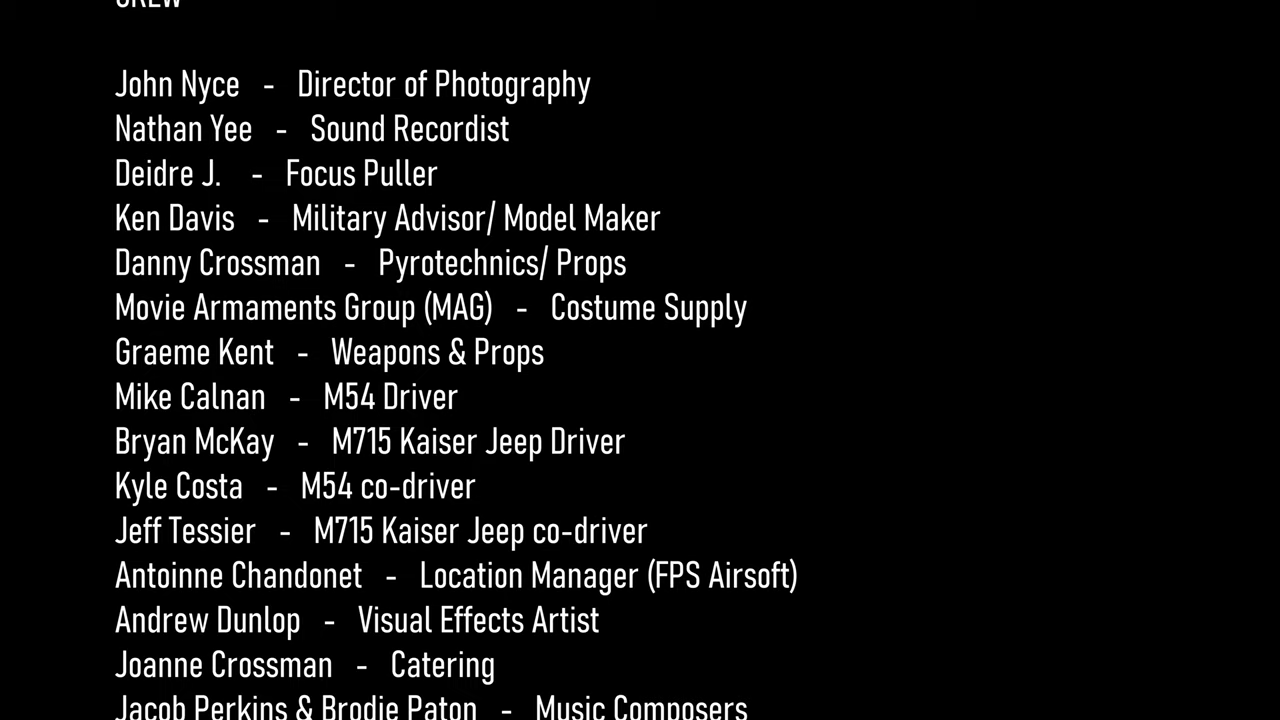 CREW
John Nyce - Director of Photography
Nathan Yee - Sound Recordist
Deidre J. - Focus Puller
Ken Davis - Military Advisor/ Model Maker
Danny Crossman - Pyrotechnics/ Props
Movie Armaments Group (MAG) - Costume Supply
Graeme Kent - Weapons & Props
Mike Calnan - M54 Driver
Bryan McKay - M715 Kaiser Jeep Driver
Kyle Costa - M54 co-driver
Jeff Tessier - M715 Kaiser Jeep co-driver
Antoinne Chandonet - Location Manager (FPS Airsoft)
Andrew Dunlop - Visual Effects Artist
Joanne Crossman - Catering
Jacob Perkins & Brodie Paton - Music Composers